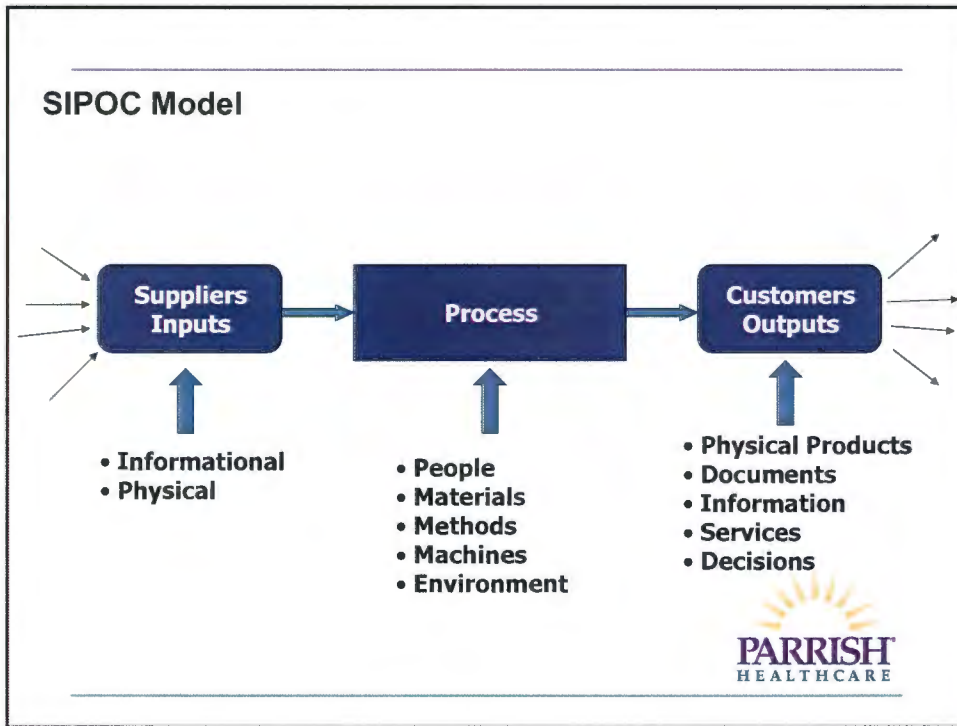 SIPOC Model
Suppliers
Inputs
Process
Customers
Outputs
• Informational
• Physical
• People
• Materials
• Methods
• Machines
• Environment
• Physical Products
• Documents
• Information
• Services
• Decisions
PARRISH
HEALTHCARE